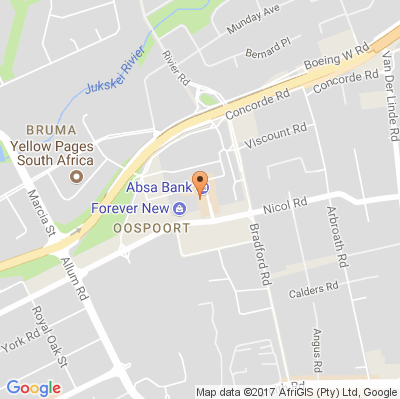 Munday Ave
Bernard Pl
Boeing W Rd
Rivier Rd
Jukskei Rivier
Concorde Rd
Concorde Rd
Van Der Linde Rd
BRUMA
Yellow Pages
South Africa
Viscount Rd
Absa Bank
Forever New
Nicol Rd
Marcia St
OOSPOORT
Bradford Rd
Arbroath Rd
Allum Rd
Calders Rd
Royal Oak St
York Rd
Angus Rd
Rd
Google
Map data ©2017 AfriGIS (Pty) Ltd, Google